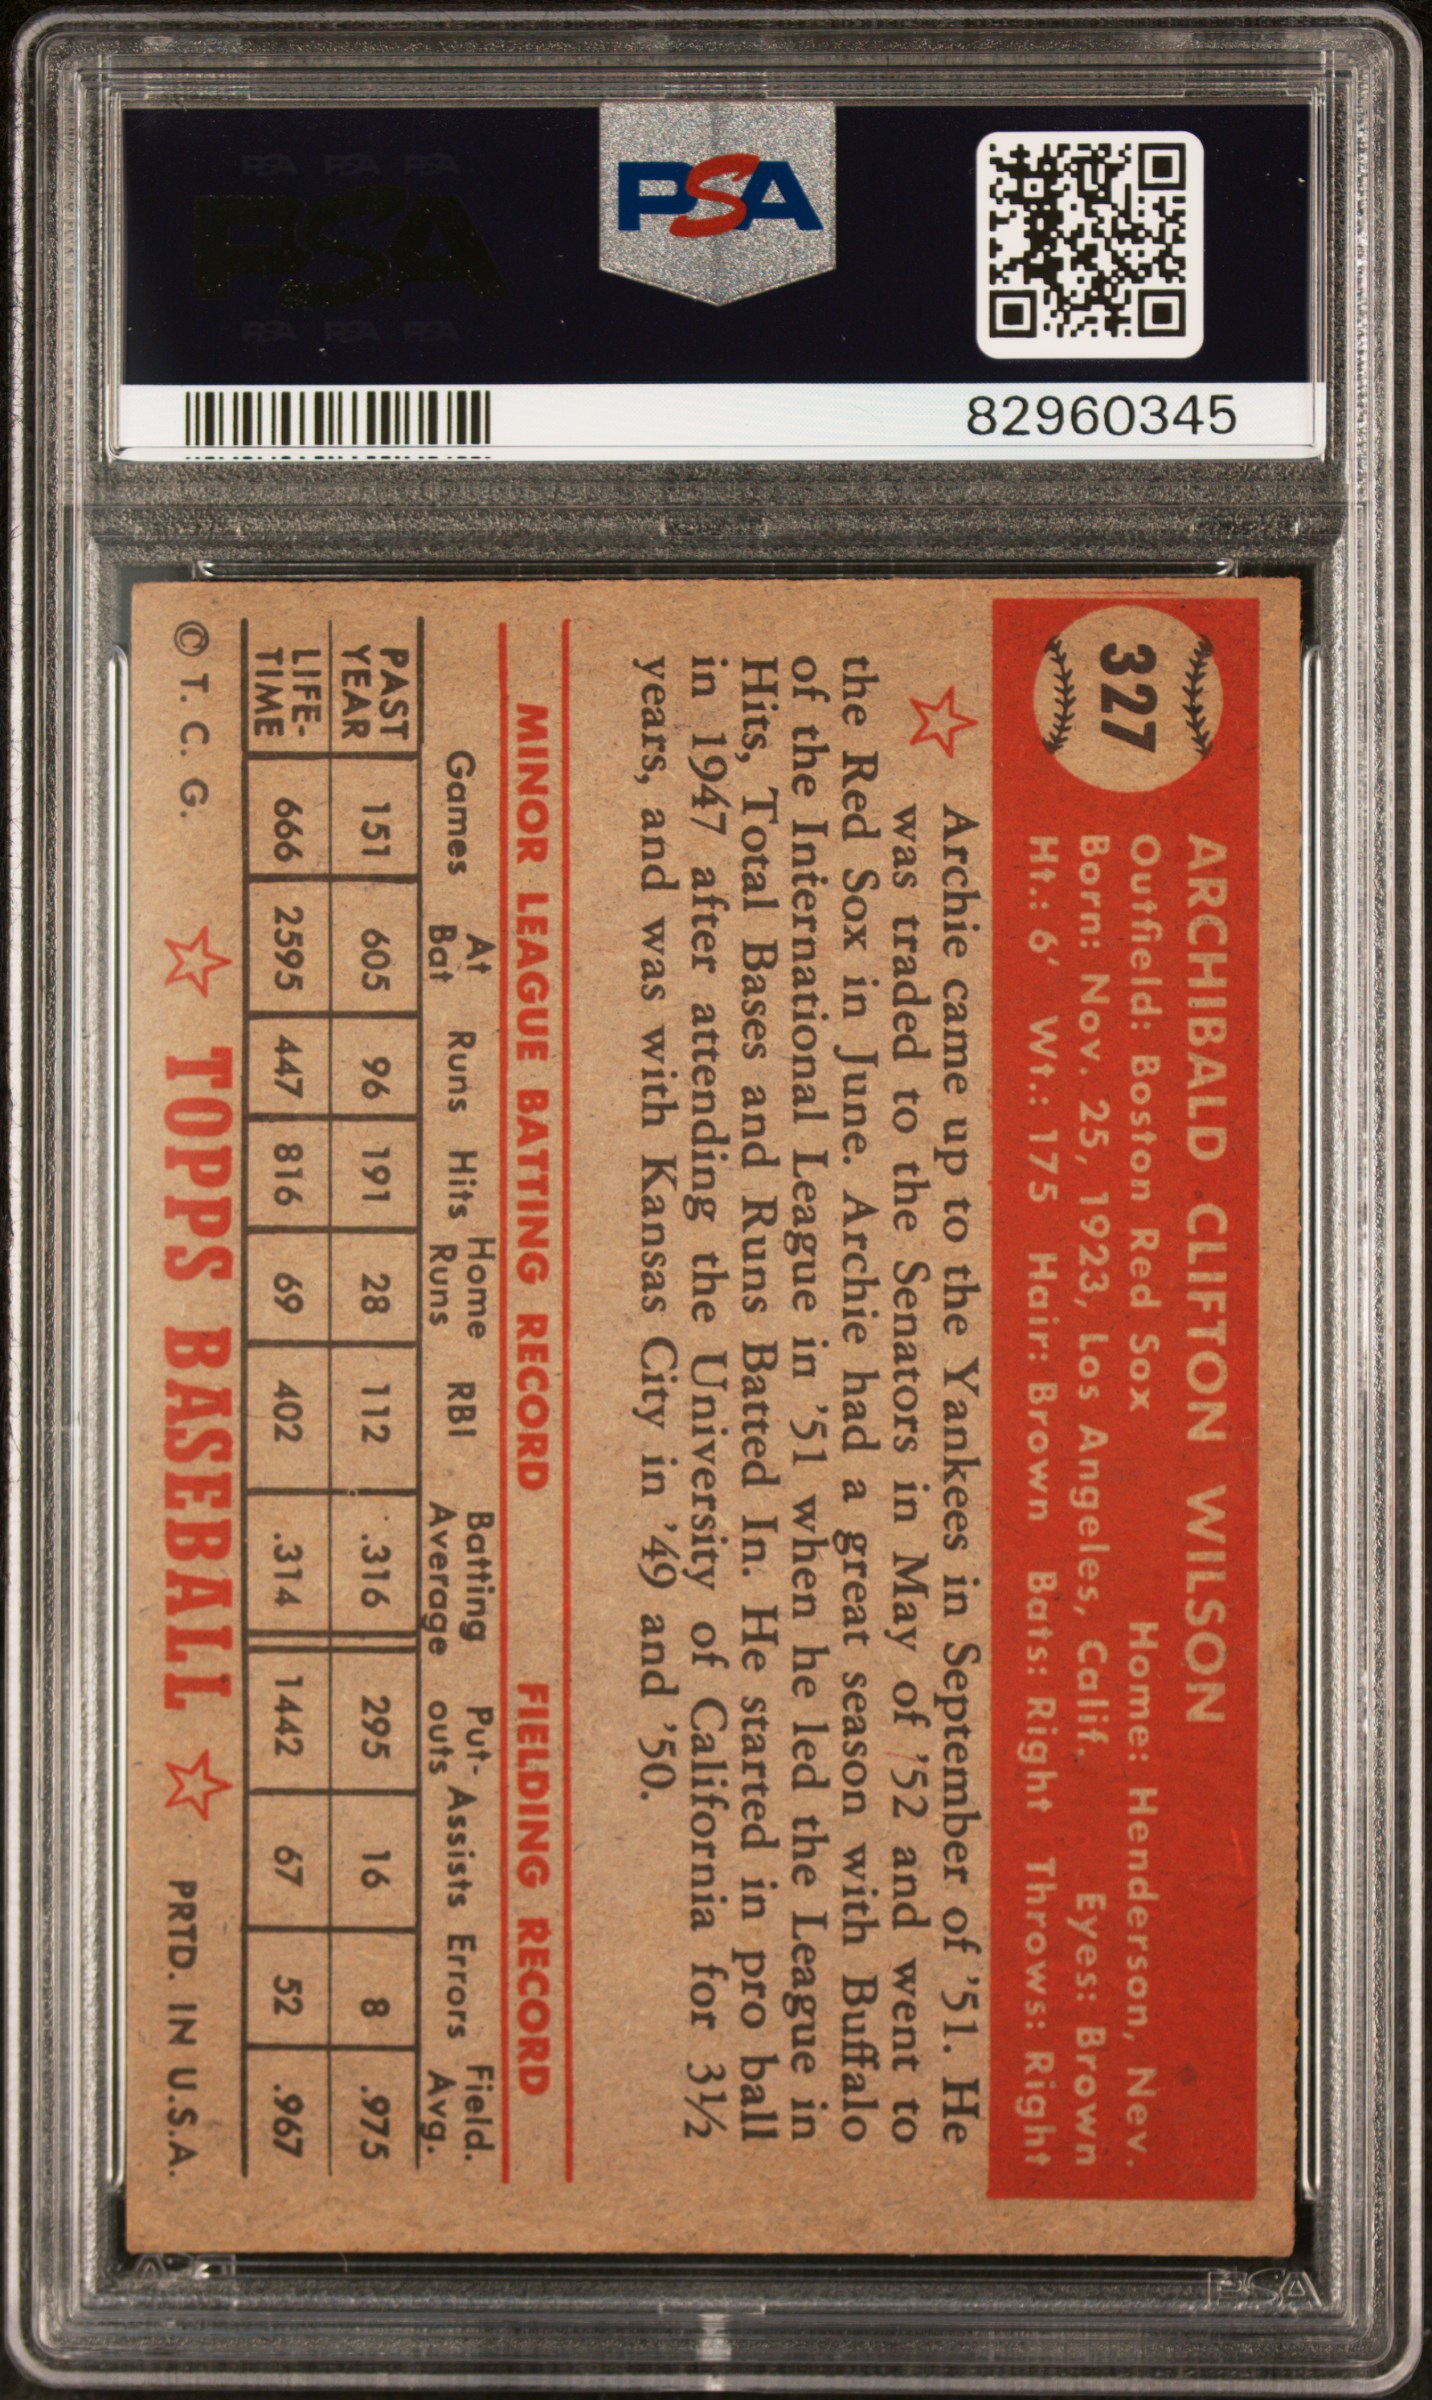 PSA PSA PSA
PSA
PSA PSA PSA
PSA
82960345
327
ARCHIBALD CLIFTON WILSON
Outfield: Boston Red Sox Home: Henderson, Nev.
Born: Nov. 25, 1923, Los Angeles, Calif. Eyes: Brown
Ht.: 6' Wt.: 175 Hair: Brown Bats: Right Throws: Right
Archie came up to the Yankees in September of '51. He
was traded to the Senators in May of '52 and went to
the Red Sox in June. Archie had a great season with Buffalo
of the International League in '51 when he led the League in
Hits, Total Bases and Runs Batted In. He started in pro ball
in 1947 after attending the University of California for 3½
years, and was with Kansas City in '49 and '50.
MINOR LEAGUE BATTING RECORD FIELDING RECORD
Games At Bat Runs Hits Home Runs RBI Batting Average Put-outs Assists Errors Field. Avg.
PAST YEAR 151 605 96 191 28 112 .316 295 16 8 .975
LIFE-TIME 666 2595 447 816 69 402 .314 1442 67 52 .967
© T. C. G. TOPPS BASEBALL PRTD. IN U.S.A.
PSA